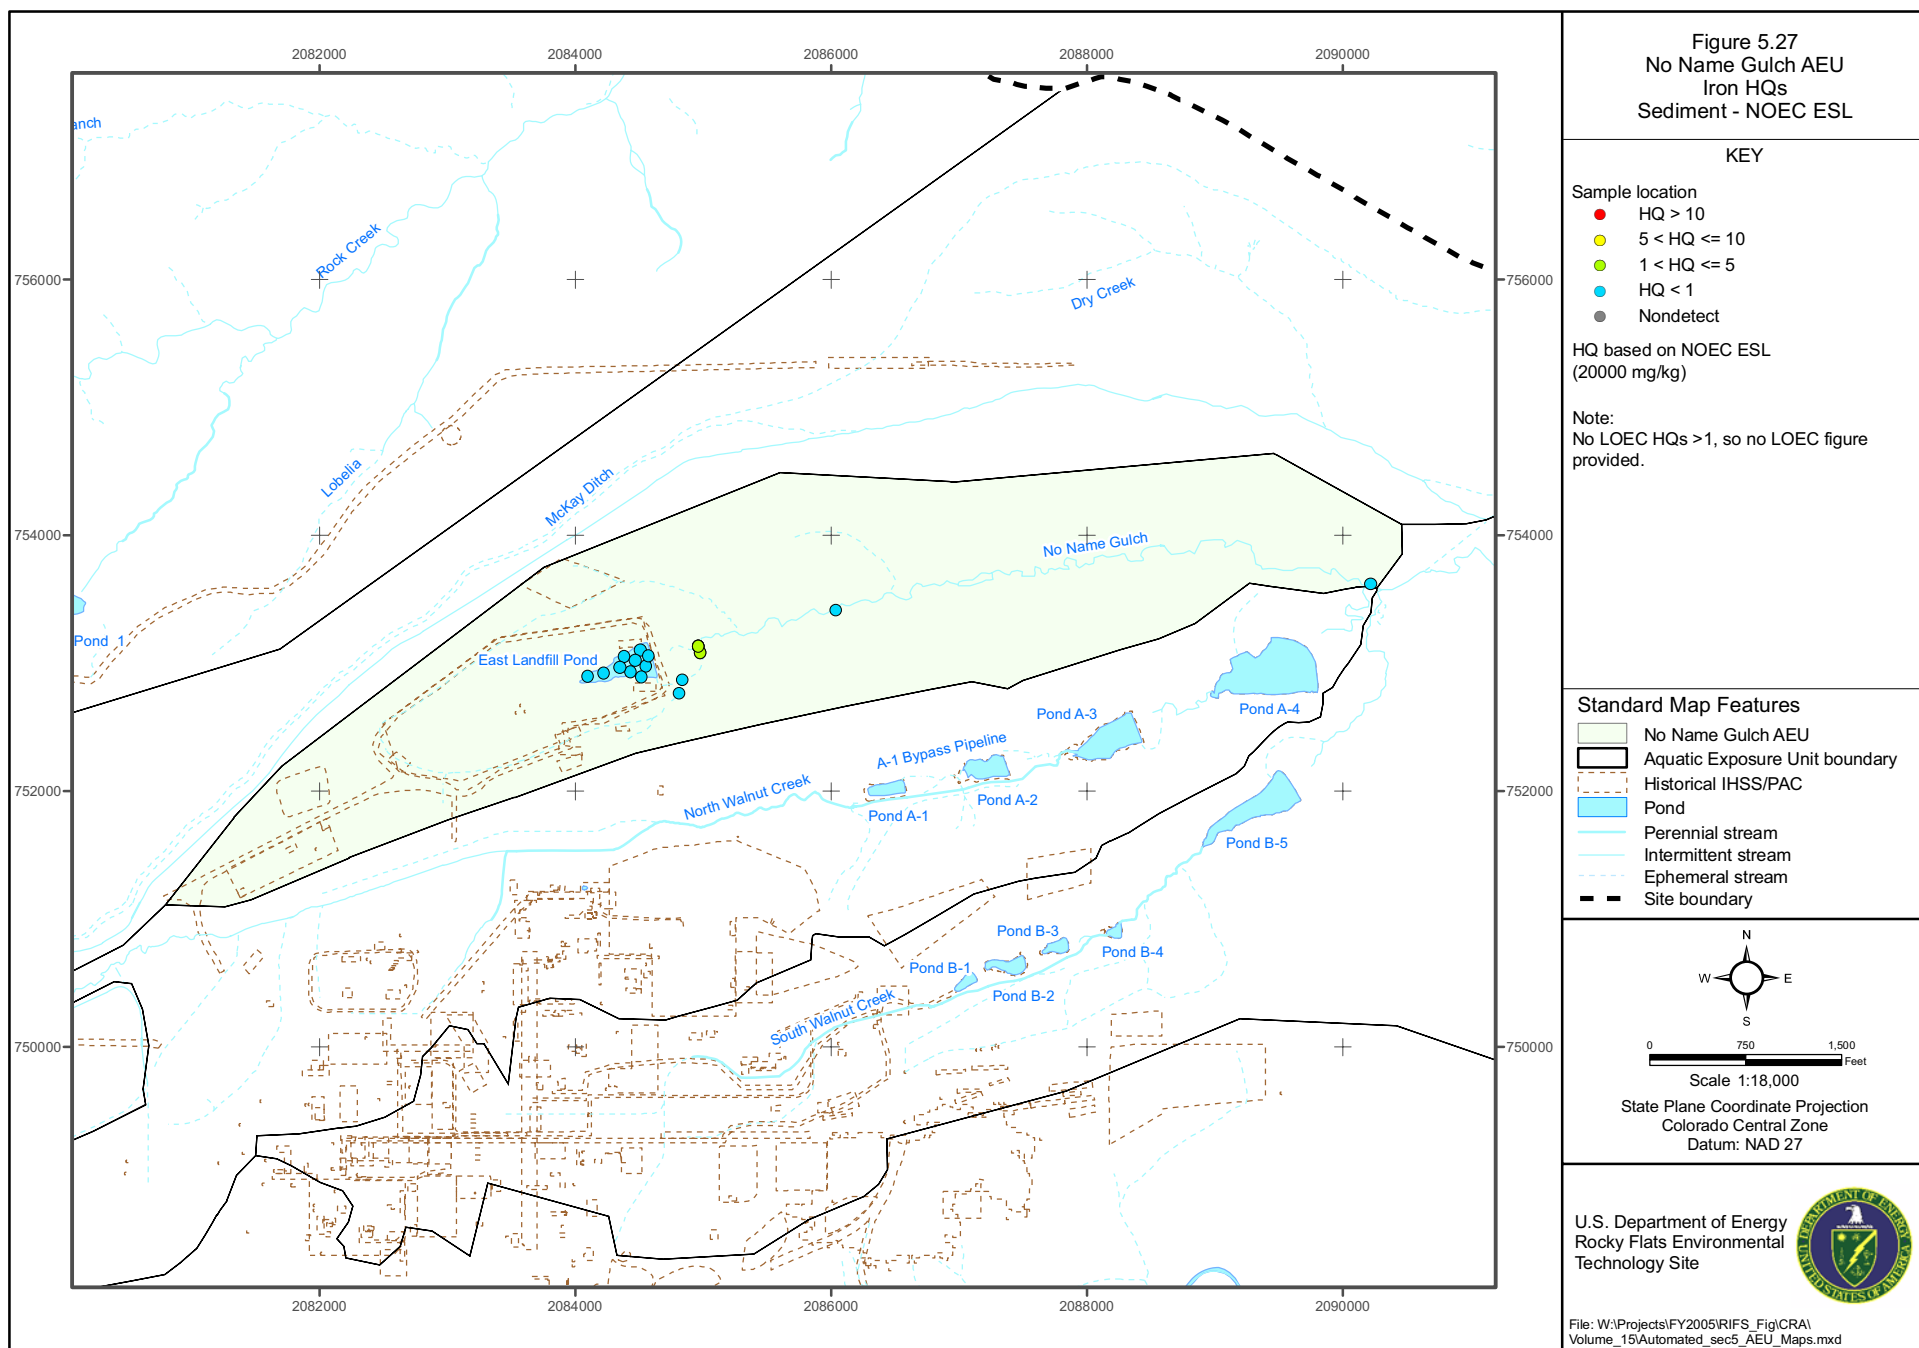 2082000
2084000
2086000
2088000
2090000
756000
754000
752000
750000
756000
754000
752000
750000
2082000
2084000
2086000
2088000
2090000
anch
Rock Creek
Lobelia
McKay Ditch
Dry Creek
No Name Gulch
Pond 1
East Landfill Pond
Pond A-4
Pond A-3
A-1 Bypass Pipeline
North Walnut Creek
Pond A-2
Pond A-1
Pond B-5
Pond B-3
Pond B-4
Pond B-1
Pond B-2
South Walnut Creek
Figure 5.27
No Name Gulch AEU
Iron HQs
Sediment - NOEC ESL
KEY
Sample location
HQ > 10
5 < HQ <= 10
1 < HQ <= 5
HQ < 1
Nondetect
HQ based on NOEC ESL
(20000 mg/kg)
Note:
No LOEC HQs >1, so no LOEC figure
provided.
Standard Map Features
No Name Gulch AEU
Aquatic Exposure Unit boundary
Historical IHSS/PAC
Pond
Perennial stream
Intermittent stream
Ephemeral stream
Site boundary
N
W E
S
0 750 1,500
Feet
Scale 1:18,000
State Plane Coordinate Projection
Colorado Central Zone
Datum: NAD 27
U.S. Department of Energy
Rocky Flats Environmental
Technology Site
DEPARTMENT OF ENERGY
UNITED STATES OF AMERICA
File: W:\Projects\FY2005\RIFS_Fig\CRA\
Volume_15\Automated_sec5_AEU_Maps.mxd